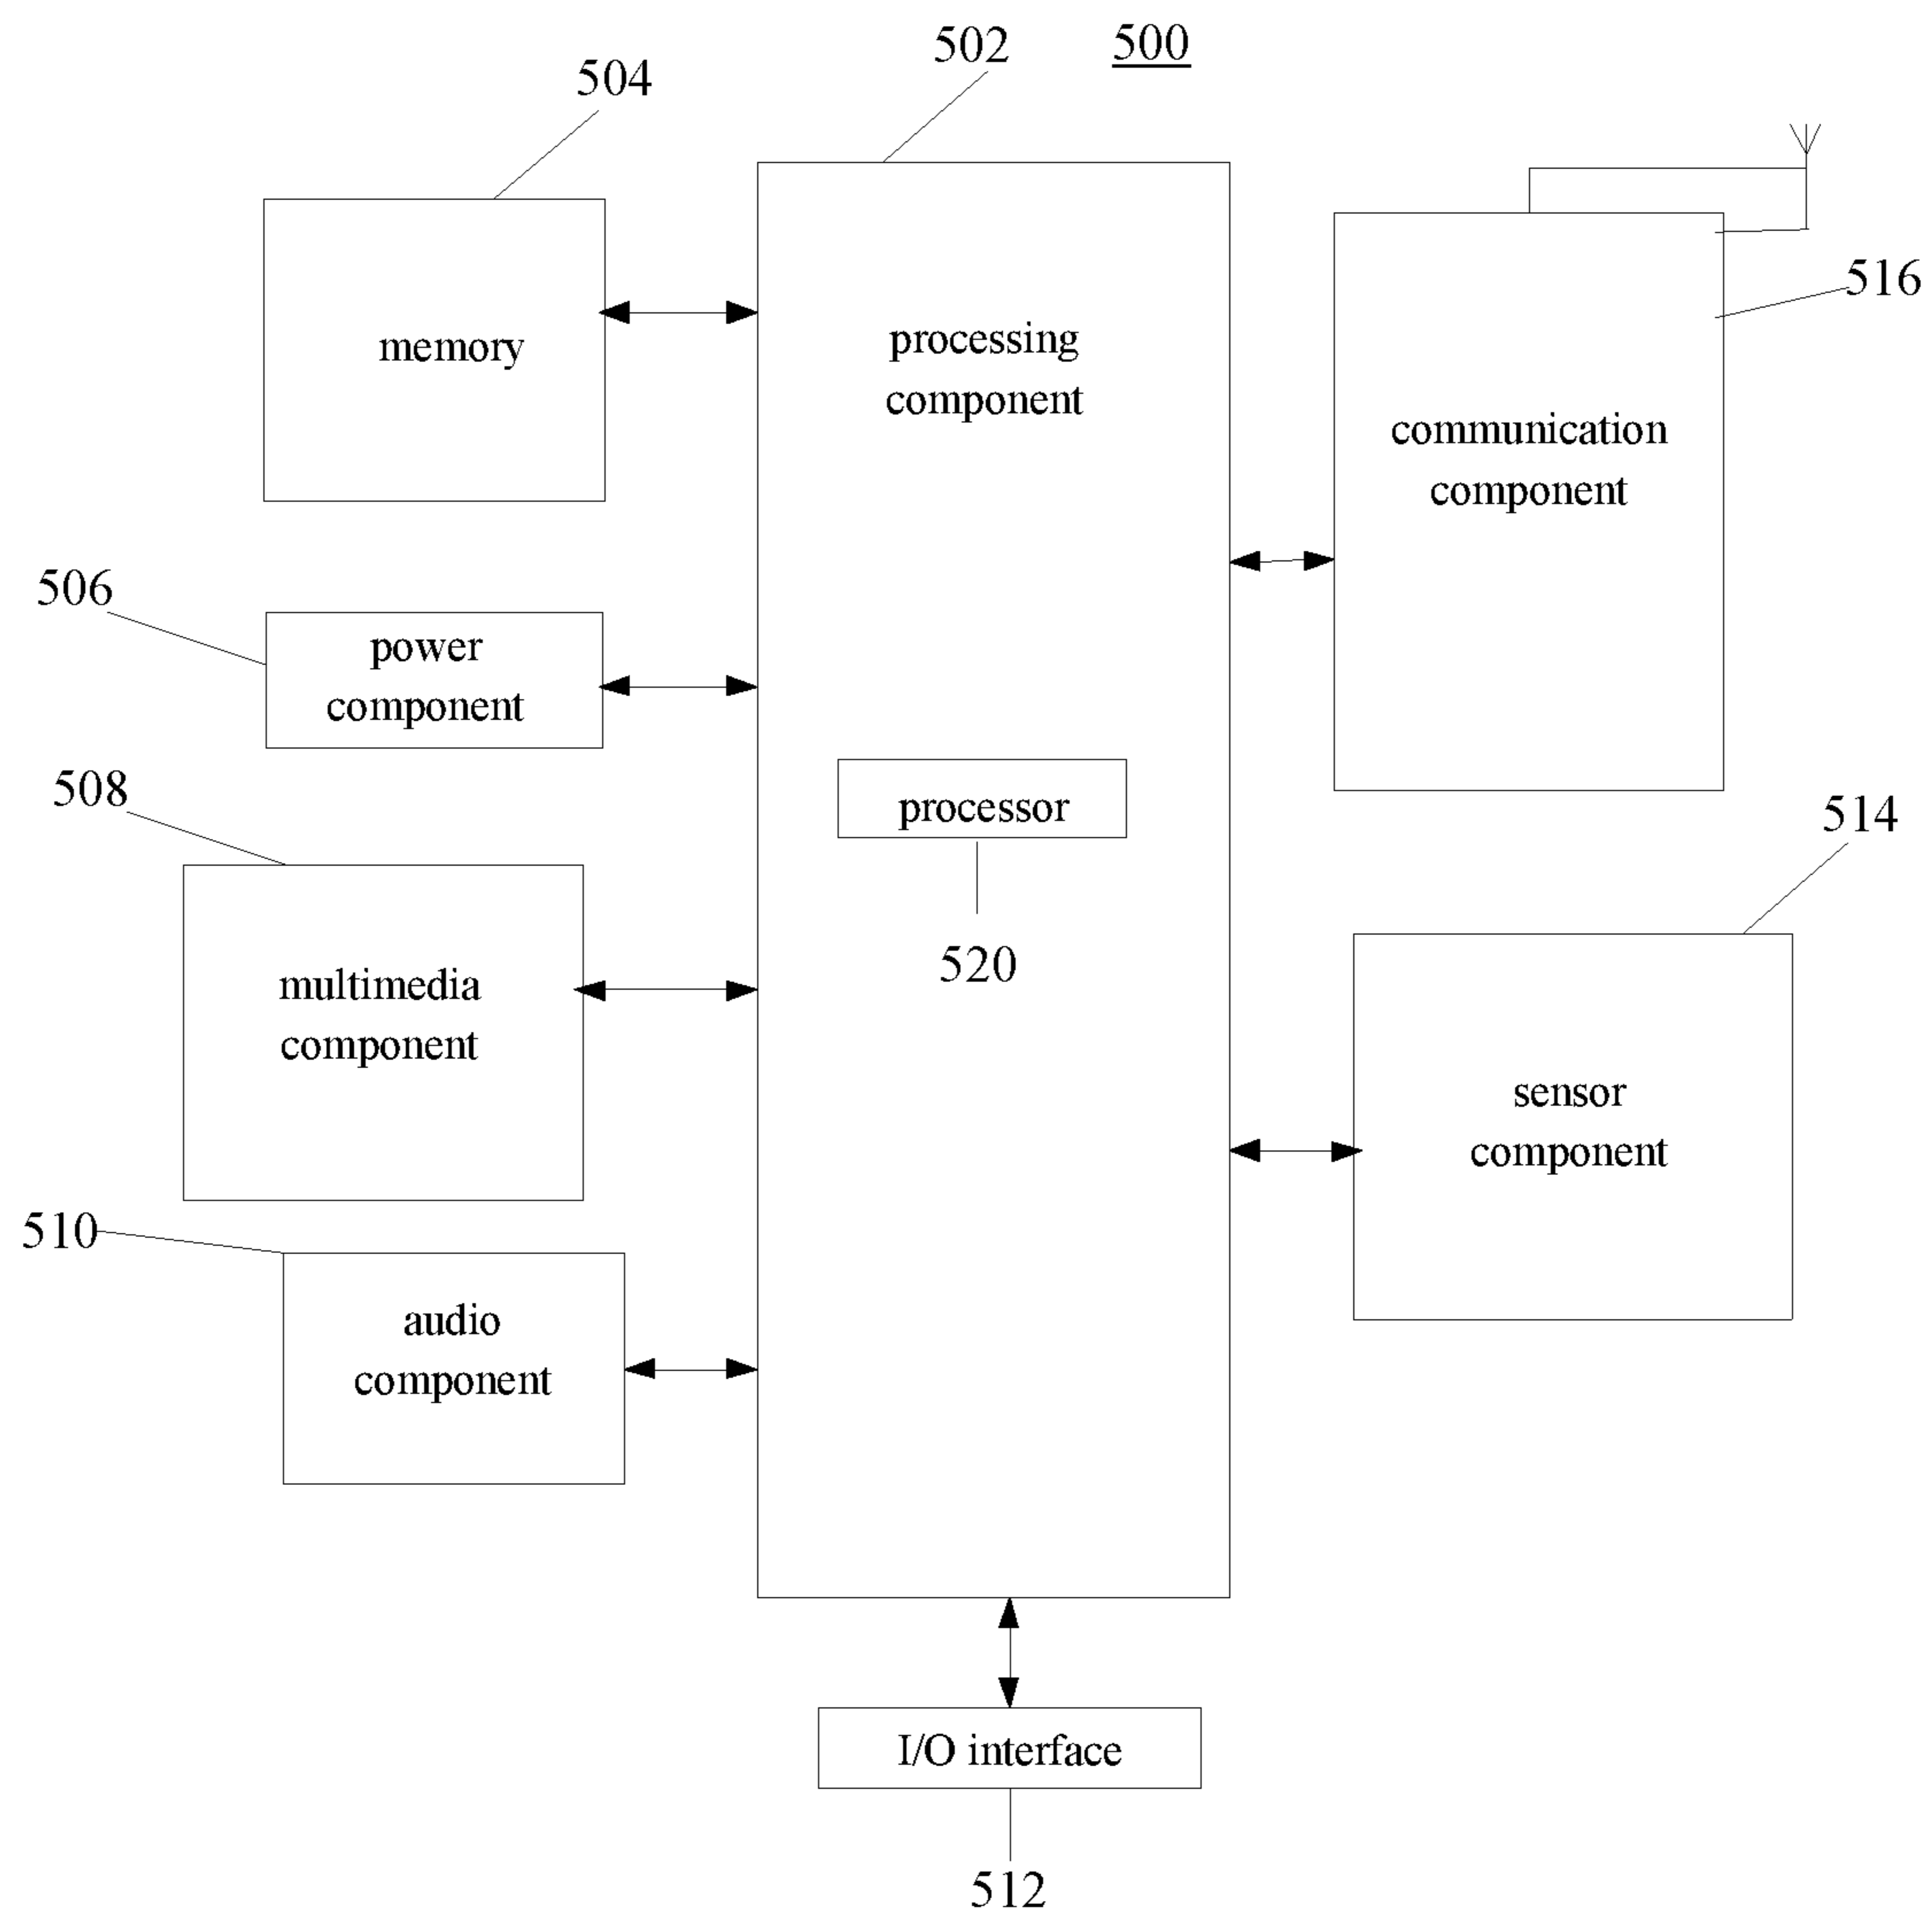 502
500
504
516
memory
processing
component
communication
component
506
power
component
508
514
processor
520
multimedia
component
sensor
component
510
audio
component
I/O interface
512